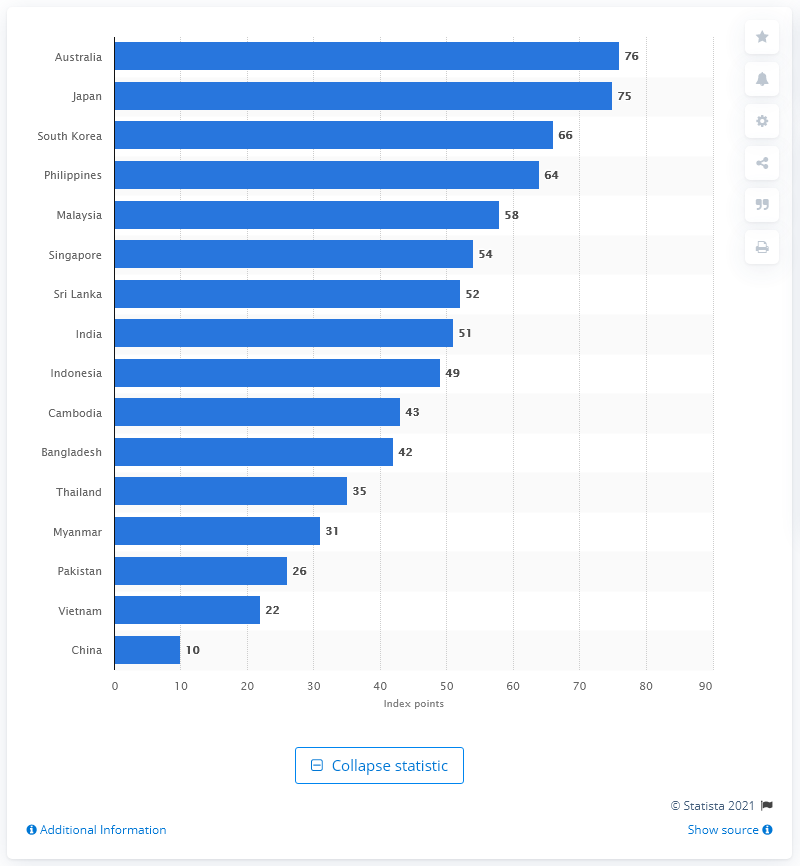 Australia 76
Japan 75
South Korea 66
Philippines 64
Malaysia 58
Singapore 54
Sri Lanka 52
India 51
Indonesia 49
Cambodia 43
Bangladesh 42
Thailand 35
Myanmar 31
Pakistan 26
Vietnam 22
China 10
0 10 20 30 40 50 60 70 80 90
Index points
Collapse statistic
© Statista 2021
Additional Information Show source